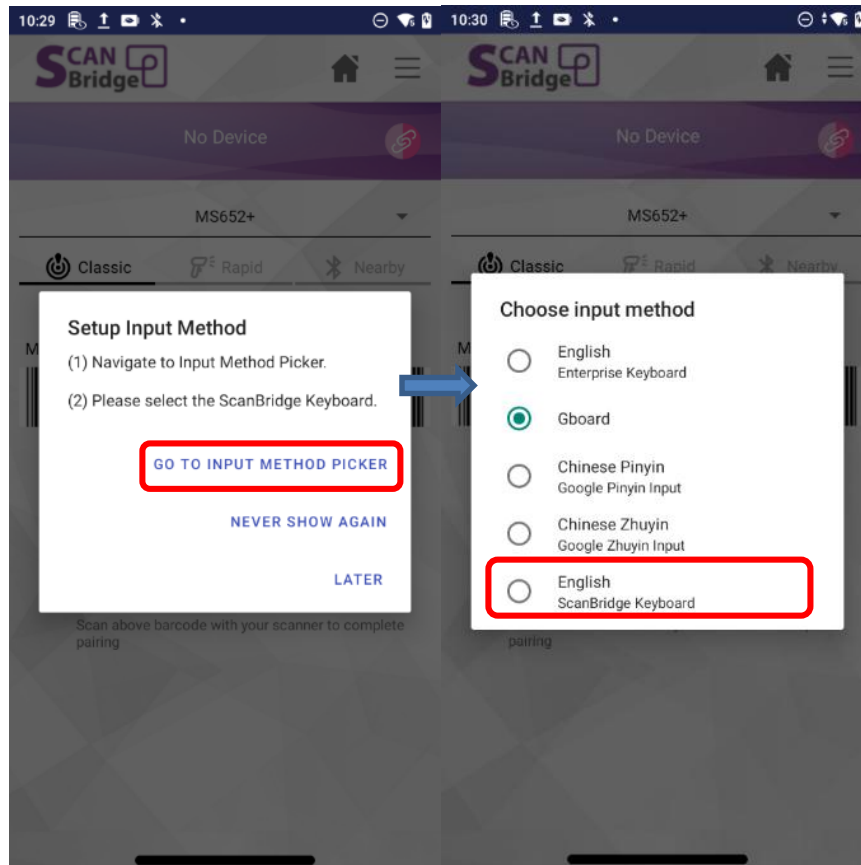 10:29
SCAN
Bridge
No Device
MS652+
Classic Rapid Nearby
Setup Input Method
(1) Navigate to Input Method Picker.
(2) Please select the ScanBridge Keyboard.
GO TO INPUT METHOD PICKER
NEVER SHOW AGAIN
LATER
Scan above barcode with your scanner to complete
pairing
10:30
SCAN
Bridge
No Device
MS652+
Classic Rapid Nearby
Choose input method
English
Enterprise Keyboard
Gboard
Chinese Pinyin
Google Pinyin Input
Chinese Zhuyin
Google Zhuyin Input
English
ScanBridge Keyboard
pairing